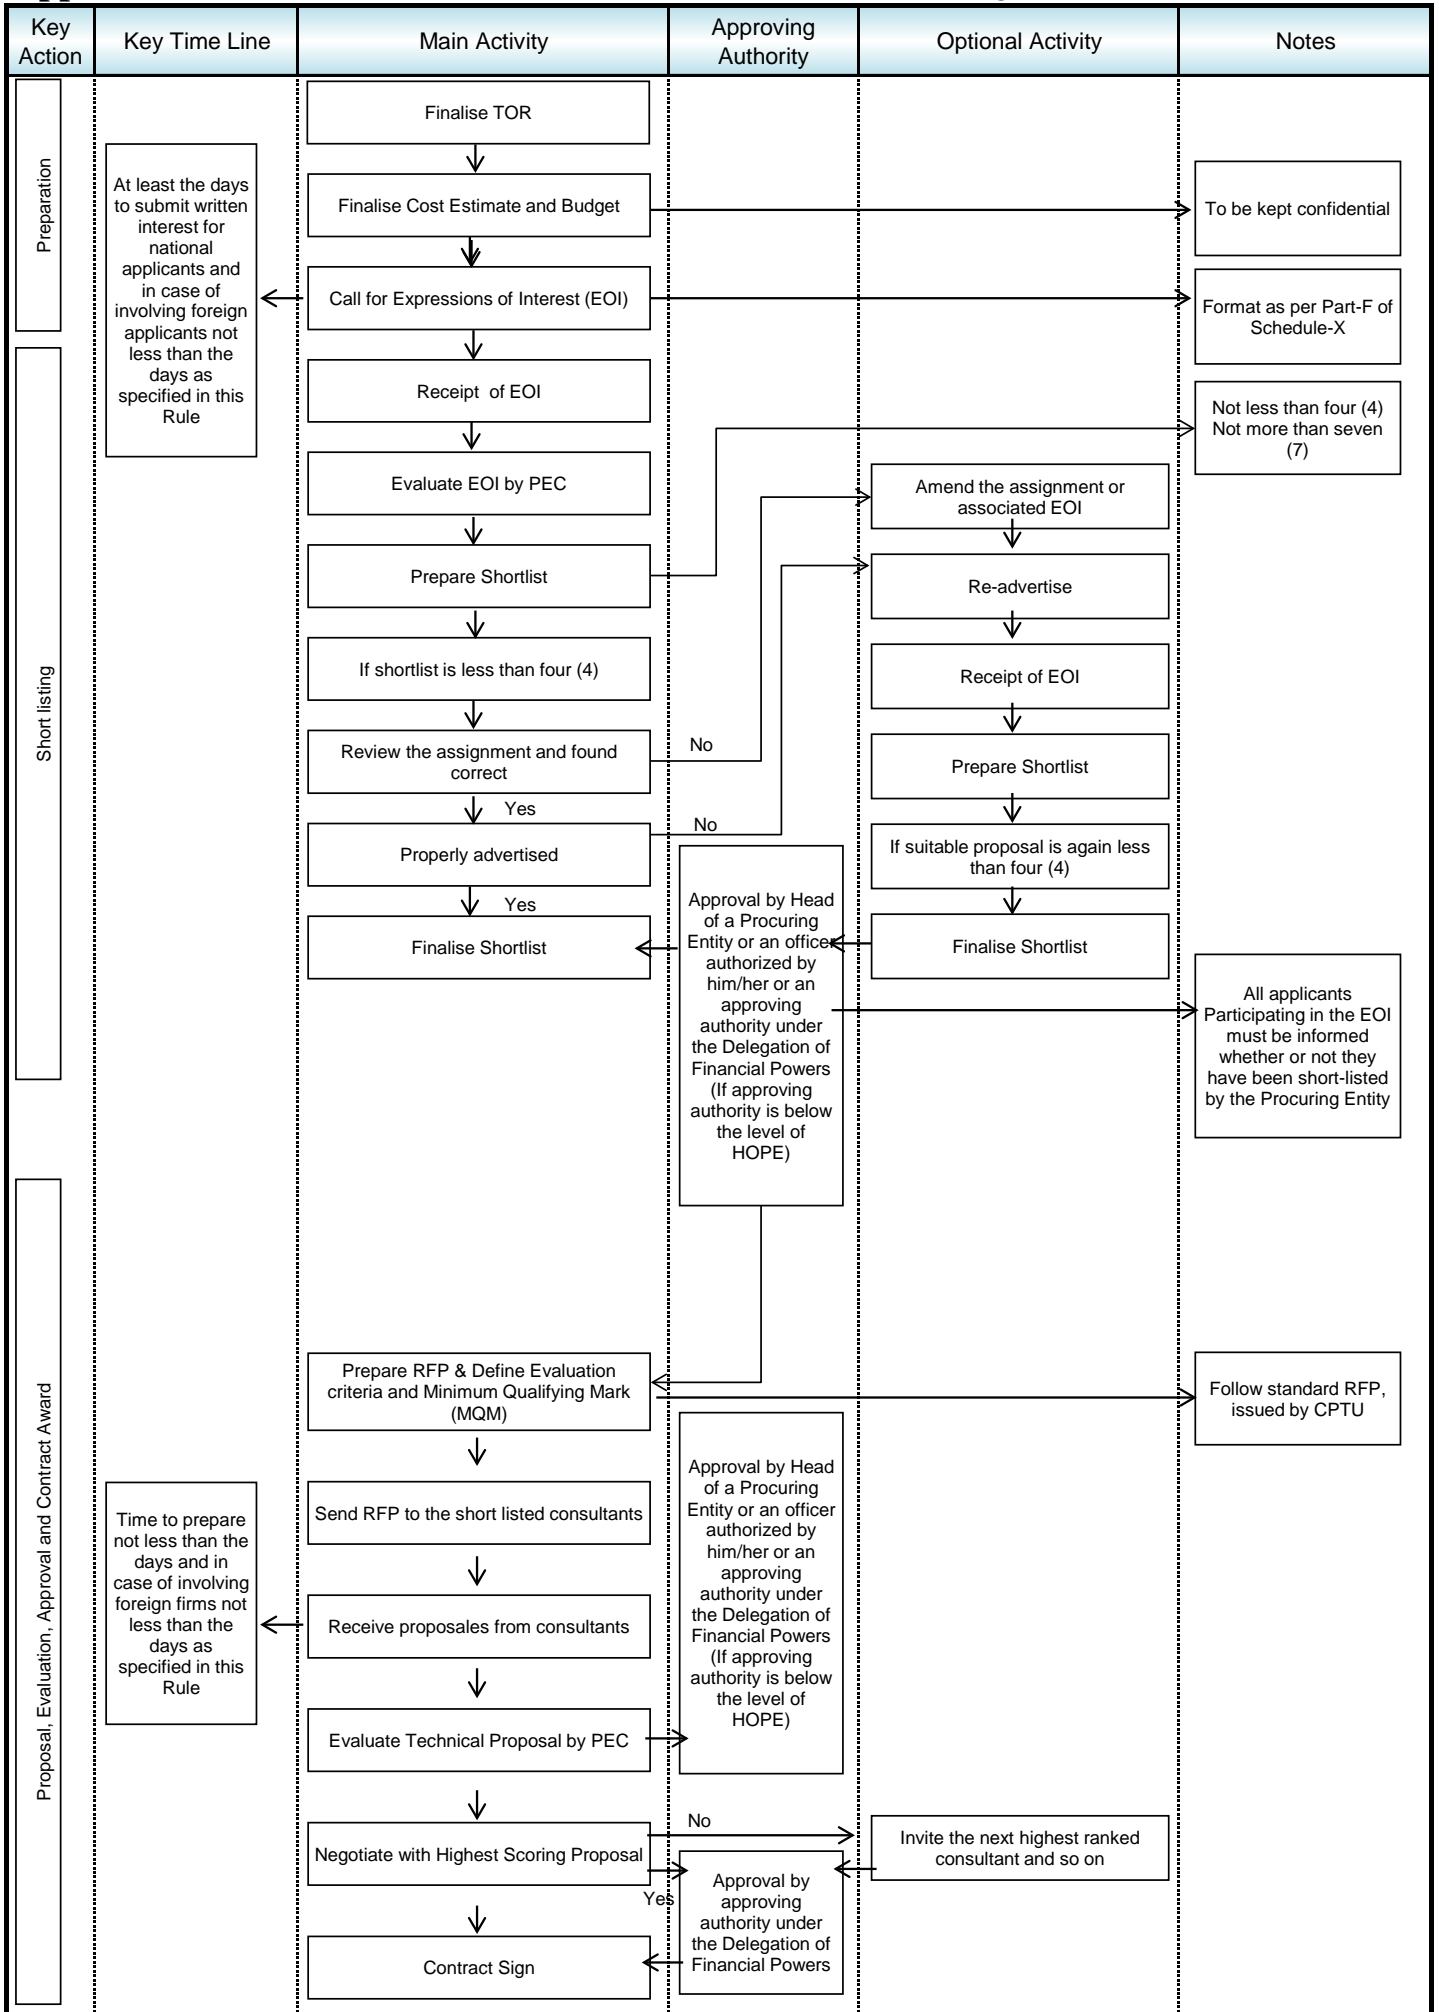 Key
Action
Key Time Line
Main Activity
Approving
Authority
Optional Activity
Notes
Preparation
Short listing
Proposal, Evaluation, Approval and Contract Award
At least the days
to submit written
interest for
national
applicants and
in case of
involving foreign
applicants not
less than the
days as
specified in this
Rule
Time to prepare
not less than the
days and in
case of involving
foreign firms not
less than the
days as
specified in this
Rule
Finalise TOR
Finalise Cost Estimate and Budget
Call for Expressions of Interest (EOI)
Receipt of EOI
Evaluate EOI by PEC
Prepare Shortlist
If shortlist is less than four (4)
Review the assignment and found
correct
No
Yes
Properly advertised
No
Yes
Finalise Shortlist
Prepare RFP & Define Evaluation
criteria and Minimum Qualifying Mark
(MQM)
Send RFP to the short listed consultants
Receive proposales from consultants
Evaluate Technical Proposal by PEC
Negotiate with Highest Scoring Proposal
No
Yes
Contract Sign
Approval by Head
of a Procuring
Entity or an officer
authorized by
him/her or an
approving
authority under
the Delegation of
Financial Powers
(If approving
authority is below
the level of
HOPE)
Approval by Head
of a Procuring
Entity or an officer
authorized by
him/her or an
approving
authority under
the Delegation of
Financial Powers
(If approving
authority is below
the level of
HOPE)
Approval by
approving
authority under
the Delegation of
Financial Powers
Amend the assignment or
associated EOI
Re-advertise
Receipt of EOI
Prepare Shortlist
If suitable proposal is again less
than four (4)
Finalise Shortlist
Invite the next highest ranked
consultant and so on
To be kept confidential
Format as per Part-F of
Schedule-X
Not less than four (4)
Not more than seven
(7)
All applicants
Participating in the EOI
must be informed
whether or not they
have been short-listed
by the Procuring Entity
Follow standard RFP,
issued by CPTU